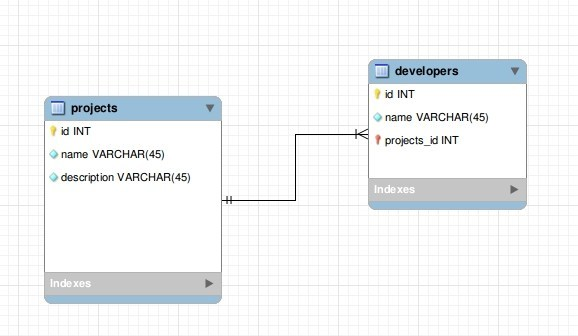 projects
id INT
name VARCHAR(45)
description VARCHAR(45)
Indexes
developers
id INT
name VARCHAR(45)
projects_id INT
Indexes